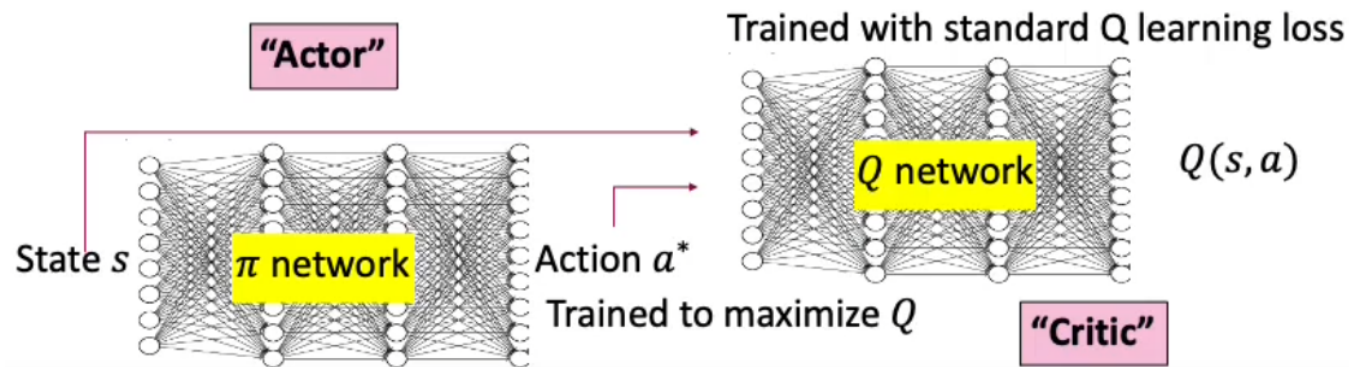 Trained with standard Q learning loss
“Actor”
Q network
Q(s, a)
State s
π network
Action a*
Trained to maximize Q
“Critic”